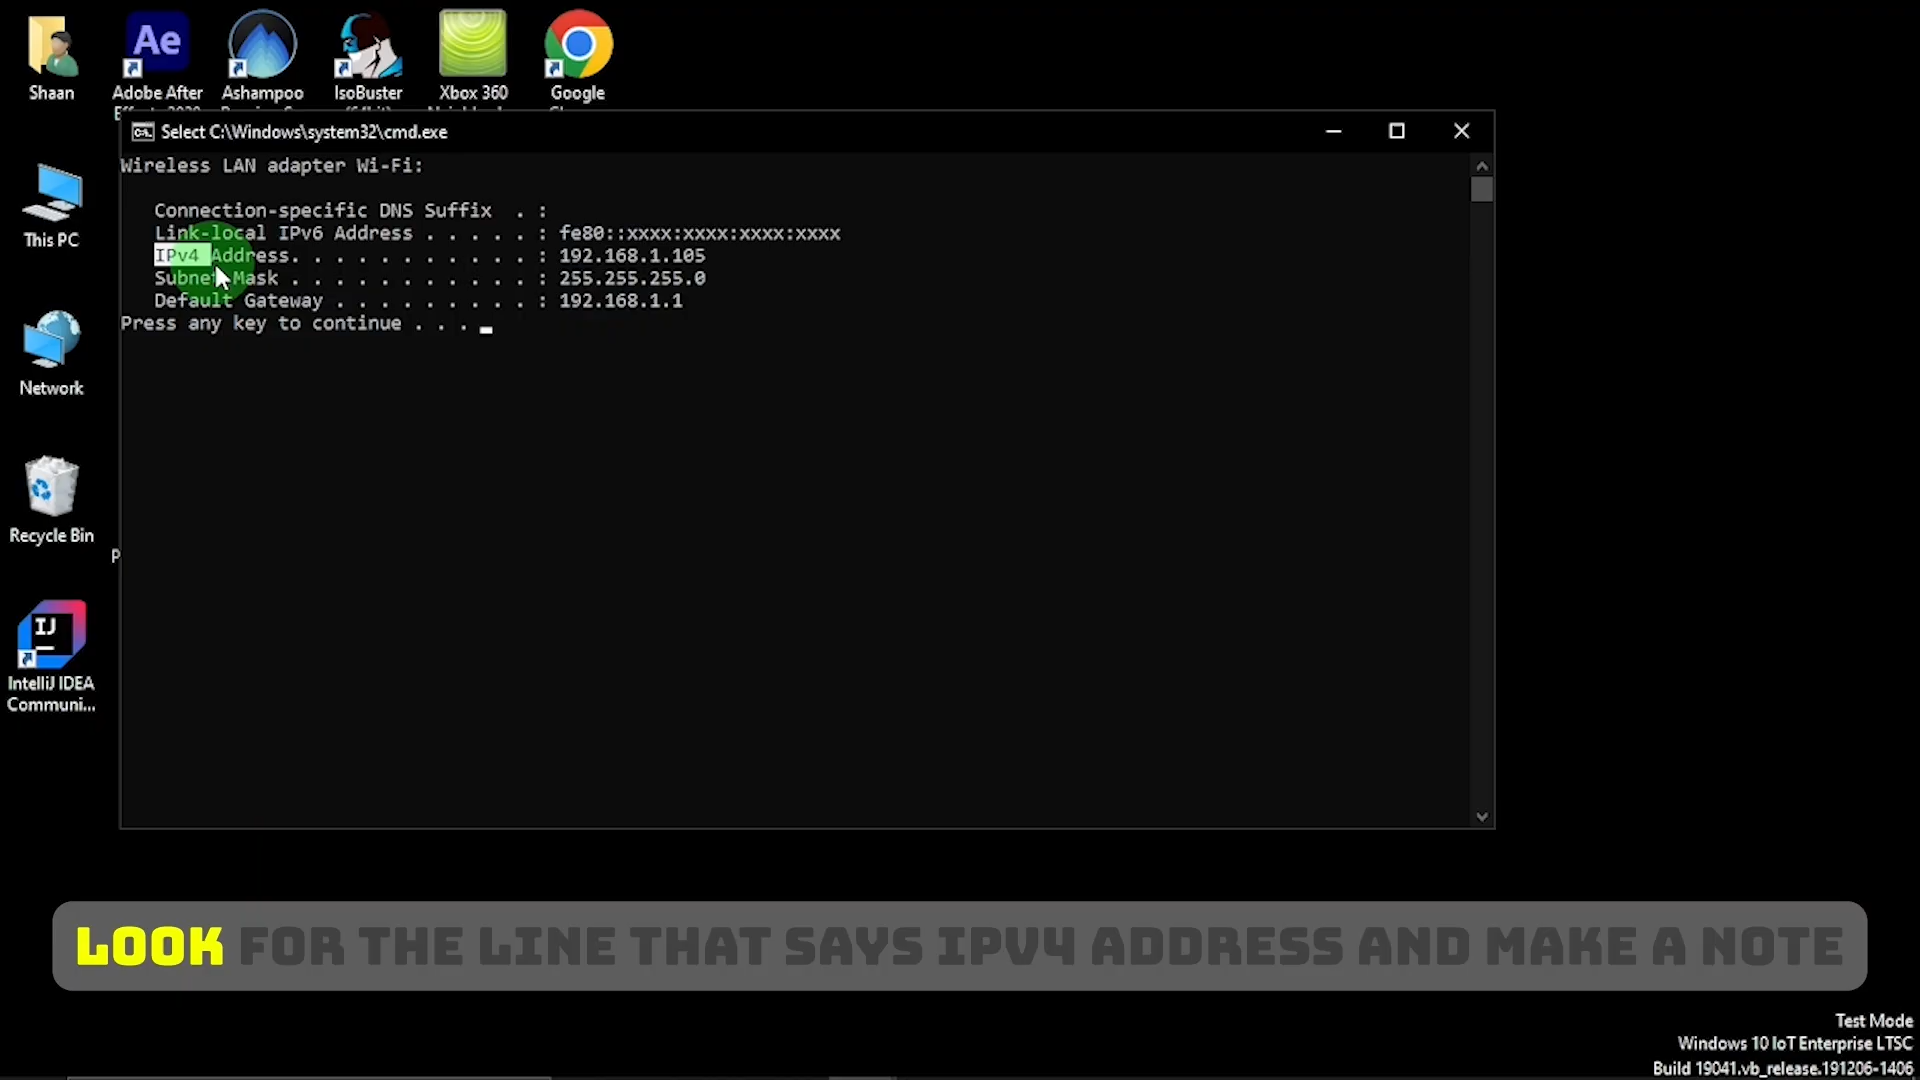 Shaan
Adobe After
Ashampoo
IsoBuster
Xbox 360
Google
Ae
Select C:\Windows\system32\cmd.exe
Wireless LAN adapter Wi-Fi:
Connection-specific DNS Suffix . :
Link-local IPv6 Address . . . . . : fe80::xxxx:xxxx:xxxx:xxxx
IPv4 Address. . . . . . . . . . . : 192.168.1.105
Subnet Mask . . . . . . . . . . . : 255.255.255.0
Default Gateway . . . . . . . . . : 192.168.1.1
Press any key to continue . . .
This PC
Network
Recycle Bin
IJ
IntelliJ IDEA
Communi...
LOOK FOR THE LINE THAT SAYS IPV4 ADDRESS AND MAKE A NOTE
Test Mode
Windows 10 IoT Enterprise LTSC
Build 19041.vb_release.191206-1406